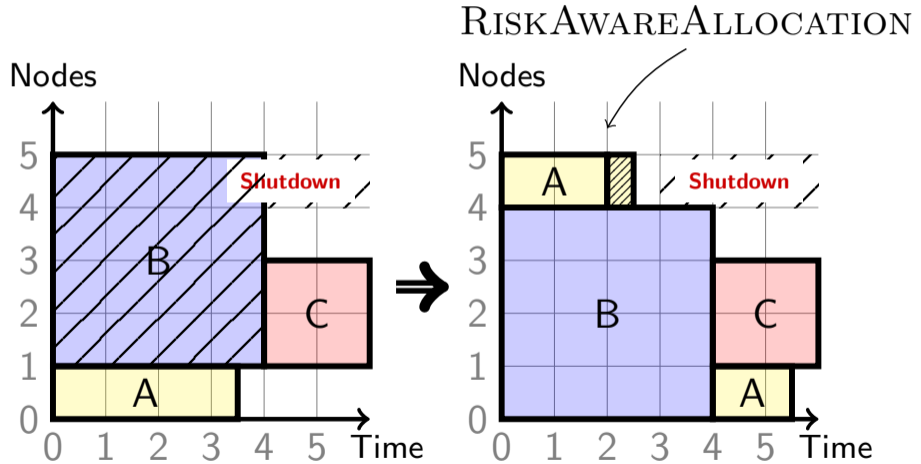 RISKAWAREALLOCATION
Nodes
5
4
3
2
1
0
Shutdown
B
C
A
0 1 2 3 4 5 Time
Nodes
5
4
3
2
1
0
A
Shutdown
B
C
A
0 1 2 3 4 5 Time